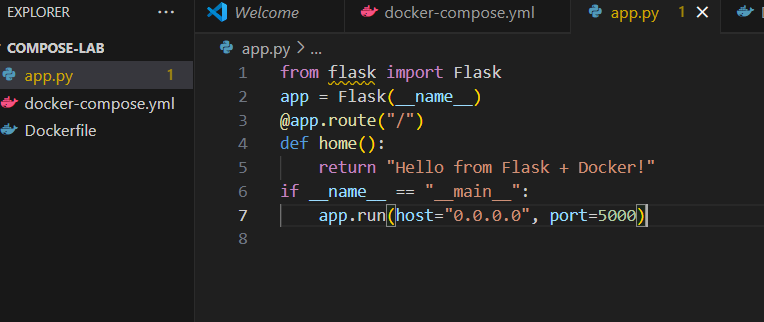 EXPLORER ...
COMPOSE-LAB
app.py 1
docker-compose.yml
Dockerfile
Welcome docker-compose.yml app.py 1
app.py > ...
1 from flask import Flask
2 app = Flask(__name__)
3 @app.route("/")
4 def home():
5     return "Hello from Flask + Docker!"
6 if __name__ == "__main__":
7     app.run(host="0.0.0.0", port=5000)
8